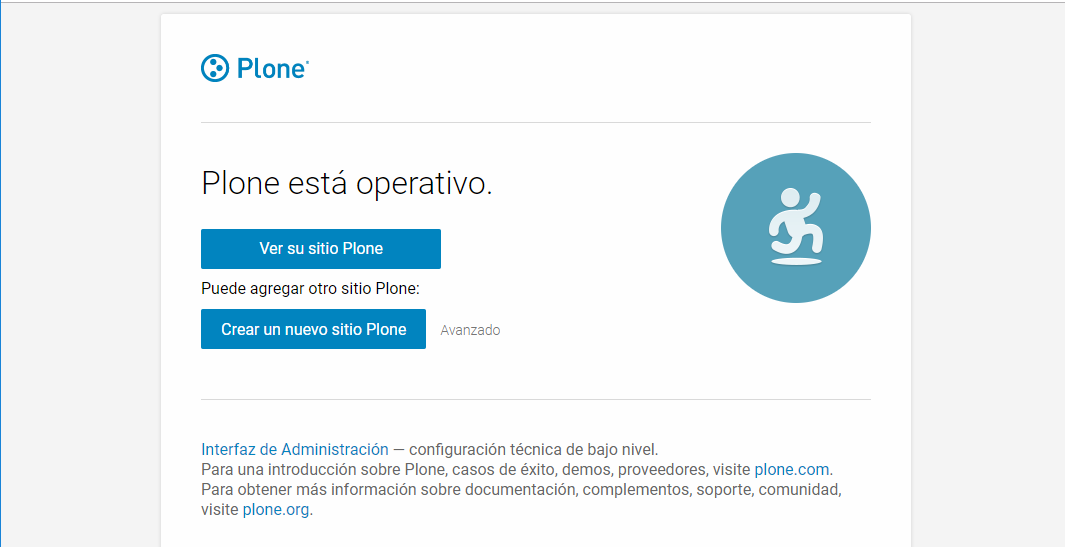 Plone®
Plone está operativo.
Ver su sitio Plone
Puede agregar otro sitio Plone:
Crear un nuevo sitio Plone Avanzado
Interfaz de Administración — configuración técnica de bajo nivel.
Para una introducción sobre Plone, casos de éxito, demos, proveedores, visite plone.com.
Para obtener más información sobre documentación, complementos, soporte, comunidad,
visite plone.org.